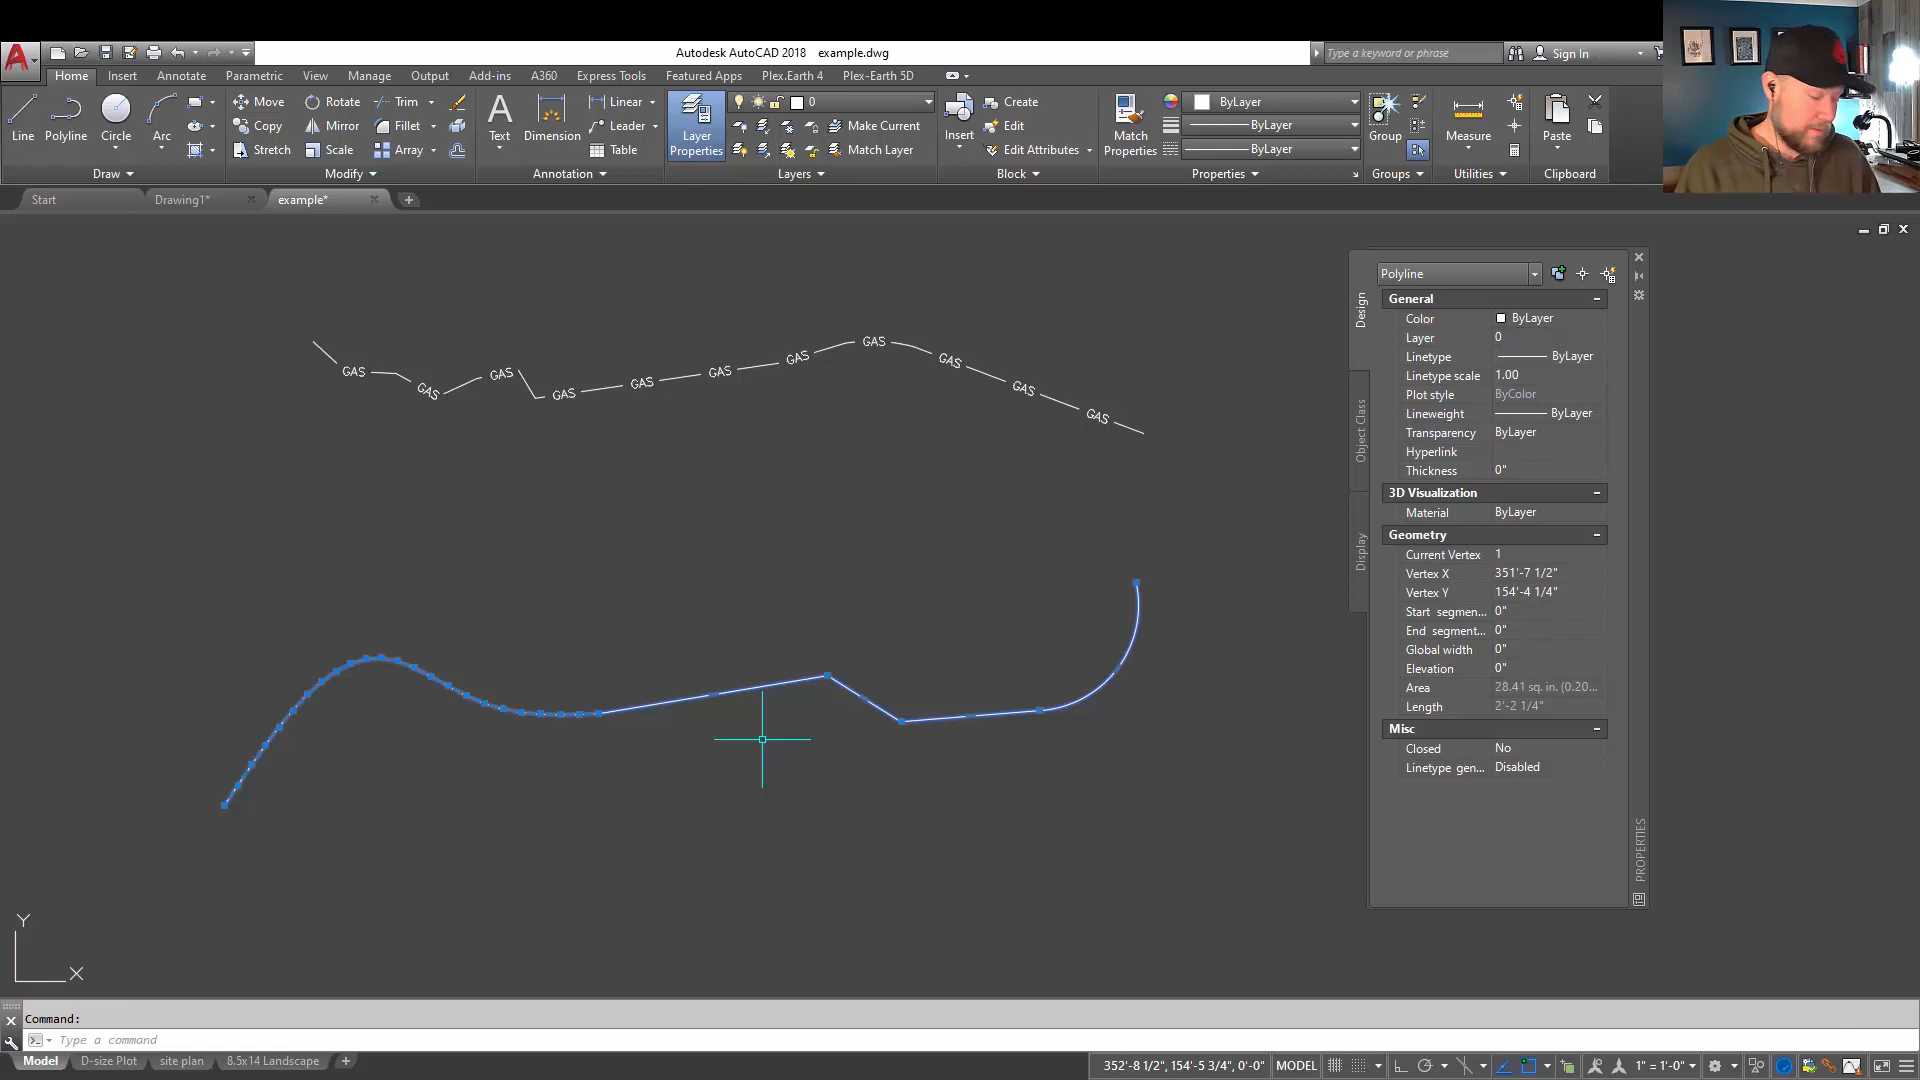 Autodesk AutoCAD 2018 example.dwg
Type a keyword or phrase
Sign In
Home Insert Annotate Parametric View Manage Output Add-ins A360 Express Tools Featured Apps Plex.Earth 4 Plex-Earth 5D
Line
Polyline
Circle
Arc
Move Rotate Trim
Copy Mirror Fillet
Stretch Scale Array
Text
Dimension
Linear
Leader
Table
Layer
Properties
0
Make Current
Match Layer
Insert
Create
Edit
Edit Attributes
Match
Properties
ByLayer
ByLayer
ByLayer
Group
Measure
Paste
Draw Modify Annotation Layers Block Properties Groups Utilities Clipboard
Start Drawing1* example*
GAS GAS GAS GAS GAS GAS GAS GAS GAS GAS GAS
Design
Object Class
Display
PROPERTIES
Polyline
General
Color ByLayer
Layer 0
Linetype ByLayer
Linetype scale 1.00
Plot style ByColor
Lineweight ByLayer
Transparency ByLayer
Hyperlink
Thickness 0"
3D Visualization
Material ByLayer
Geometry
Current Vertex 1
Vertex X 351'-7 1/2"
Vertex Y 154'-4 1/4"
Start segmen... 0"
End segment... 0"
Global width 0"
Elevation 0"
Area 28.41 sq. in. (0.20...
Length 2'-2 1/4"
Misc
Closed No
Linetype gen... Disabled
Y
X
Command:
Type a command
Model D-size Plot site plan 8.5x14 Landscape
352'-8 1/2", 154'-5 3/4", 0'-0" MODEL 1" = 1'-0"